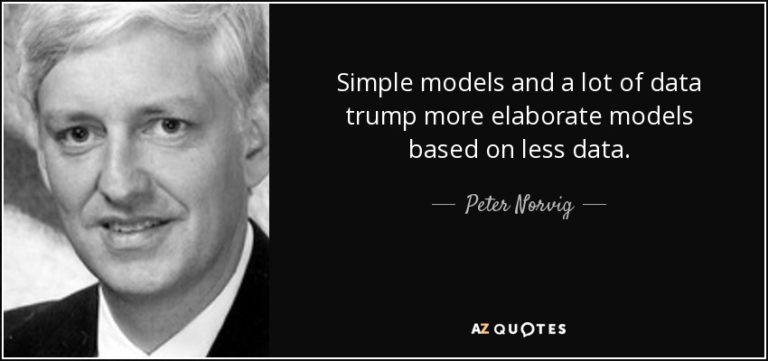 Simple models and a lot of data
trump more elaborate models
based on less data.
Peter Norvig
AZ QUOTES